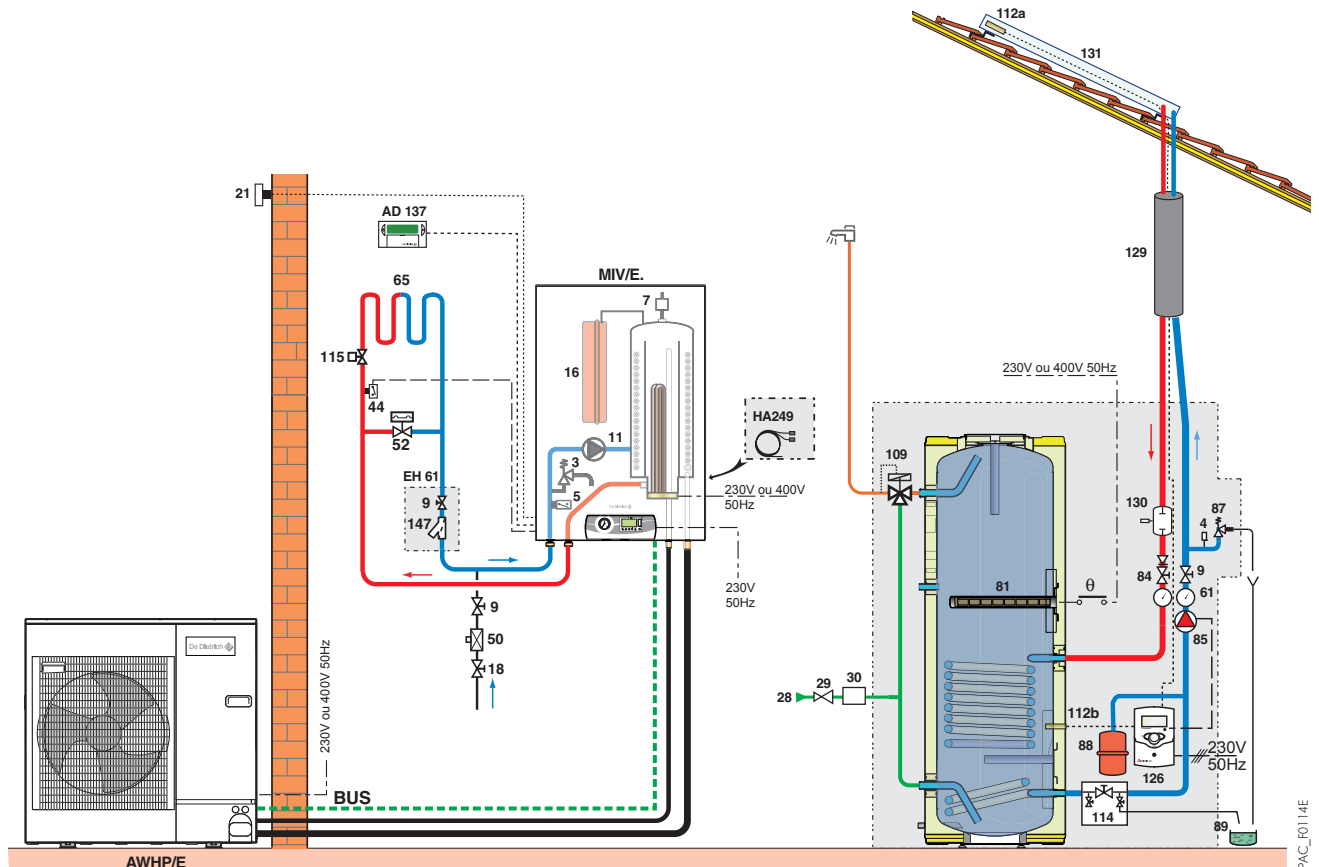 112a
131
21
AD 137
129
65
MIV/E.
7
115
16
230V ou 400V 50Hz
44
HA249
11
52
3
109
EH 61
5
230V ou 400V
50Hz
9
147
De Dietrich
130
4
87
84
9
81
θ
61
230V
50Hz
9
85
50
De Dietrich
18
28
29
30
112b
230V ou 400V 50Hz
88
126
230V
50Hz
BUS
114
89
AWHP/E
PAC_F0114E